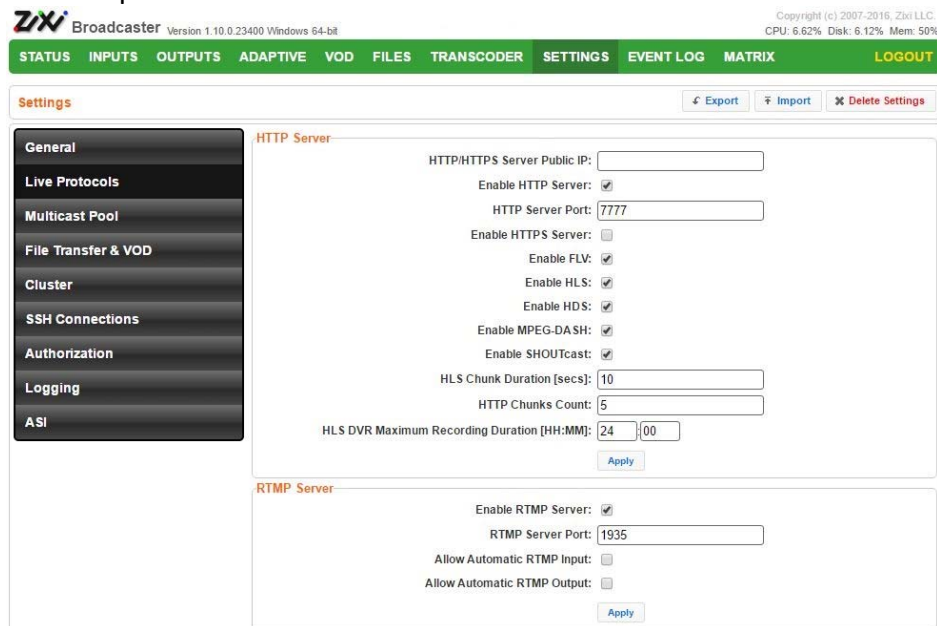 ZIXI Broadcaster Version 1.10.0.23400 Windows 64-bit
Copyright (c) 2007-2016, Zixi LLC.
CPU: 6.62% Disk: 6.12% Mem: 50%
STATUS INPUTS OUTPUTS ADAPTIVE VOD FILES TRANSCODER SETTINGS EVENT LOG MATRIX LOGOUT
Settings Export Import Delete Settings
General
Live Protocols
Multicast Pool
File Transfer & VOD
Cluster
SSH Connections
Authorization
Logging
ASI
HTTP Server
HTTP/HTTPS Server Public IP:
Enable HTTP Server:
HTTP Server Port: 7777
Enable HTTPS Server:
Enable FLV:
Enable HLS:
Enable HDS:
Enable MPEG-DASH:
Enable SHOUTcast:
HLS Chunk Duration [secs]: 10
HTTP Chunks Count: 5
HLS DVR Maximum Recording Duration [HH:MM]: 24 : 00
Apply
RTMP Server
Enable RTMP Server:
RTMP Server Port: 1935
Allow Automatic RTMP Input:
Allow Automatic RTMP Output:
Apply